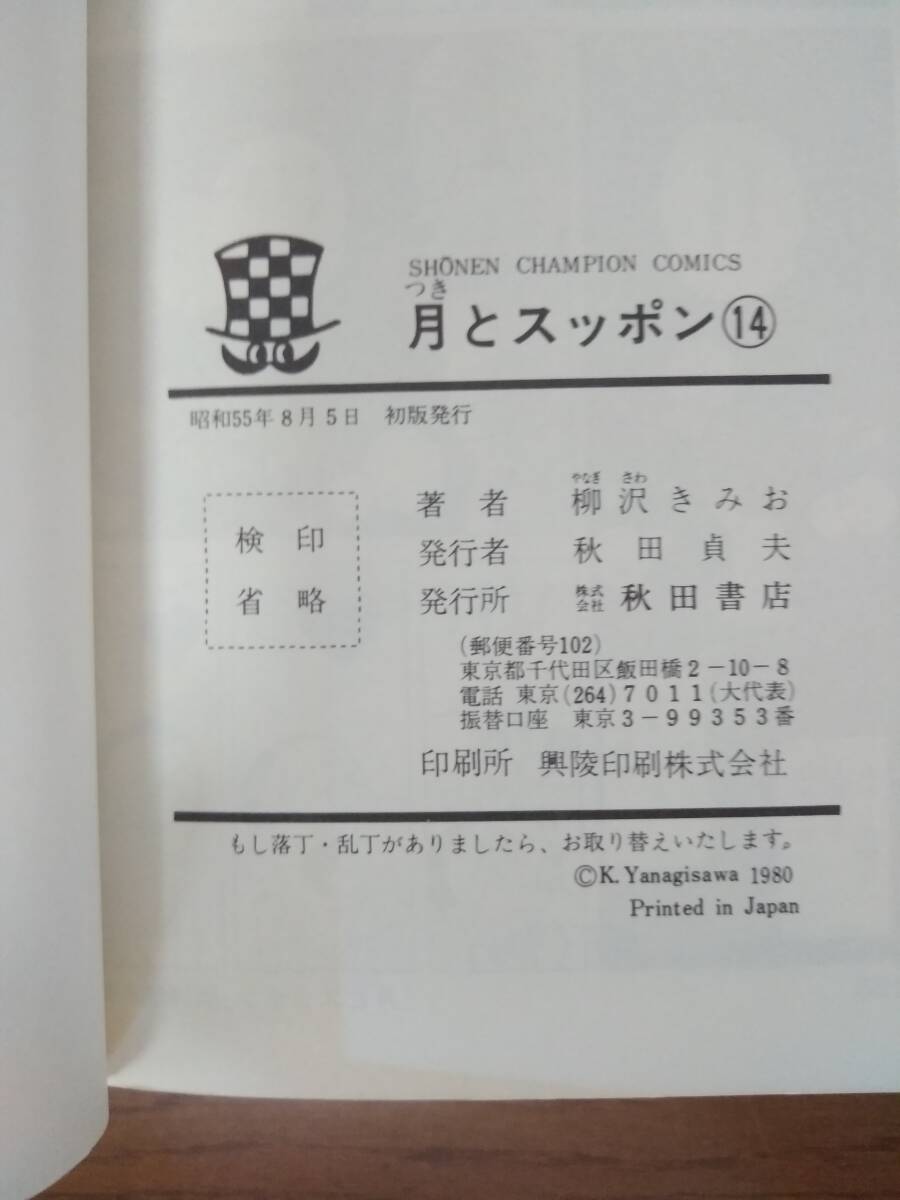 SHŌNEN CHAMPION COMICS
つき
月とスッポン⑭
昭和55年8月5日 初版発行
検印
省略
やなぎ さわ
著者 柳沢きみお
発行者 秋田貞夫
発行所 株式会社 秋田書店
(郵便番号102)
東京都千代田区飯田橋2-10-8
電話 東京(264)7011(大代表)
振替口座 東京3-99353番
印刷所 興陵印刷株式会社
もし落丁・乱丁がありましたら、お取り替えいたします。
©K. Yanagisawa 1980
Printed in Japan